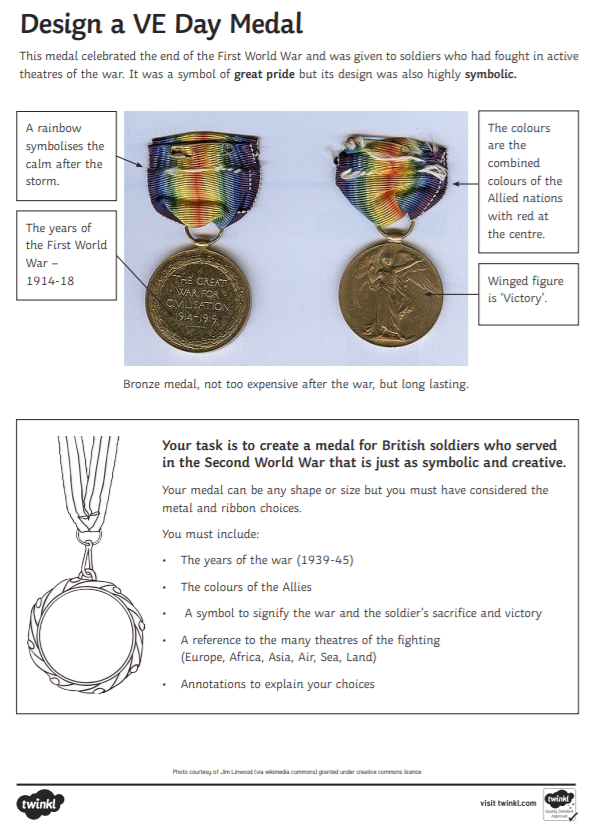 Design a VE Day Medal
This medal celebrated the end of the First World War and was given to soldiers who had fought in active
theatres of the war. It was a symbol of great pride but its design was also highly symbolic.
A rainbow
symbolises the
calm after the
storm.
The years of
the First World
War –
1914-18
THE GREAT
WAR FOR
CIVILISATION
1914-1919
The colours
are the
combined
colours of the
Allied nations
with red at
the centre.
Winged figure
is ‘Victory’.
Bronze medal, not too expensive after the war, but long lasting.
Your task is to create a medal for British soldiers who served
in the Second World War that is just as symbolic and creative.
Your medal can be any shape or size but you must have considered the
metal and ribbon choices.
You must include:
• The years of the war (1939-45)
• The colours of the Allies
• A symbol to signify the war and the soldier’s sacrifice and victory
• A reference to the many theatres of the fighting
(Europe, Africa, Asia, Air, Sea, Land)
• Annotations to explain your choices
Photo courtesy of Jim Linwood (via wikimedia commons) granted under creative commons licence
twinkl
visit twinkl.com
twinkl
Quality Standard
Approved